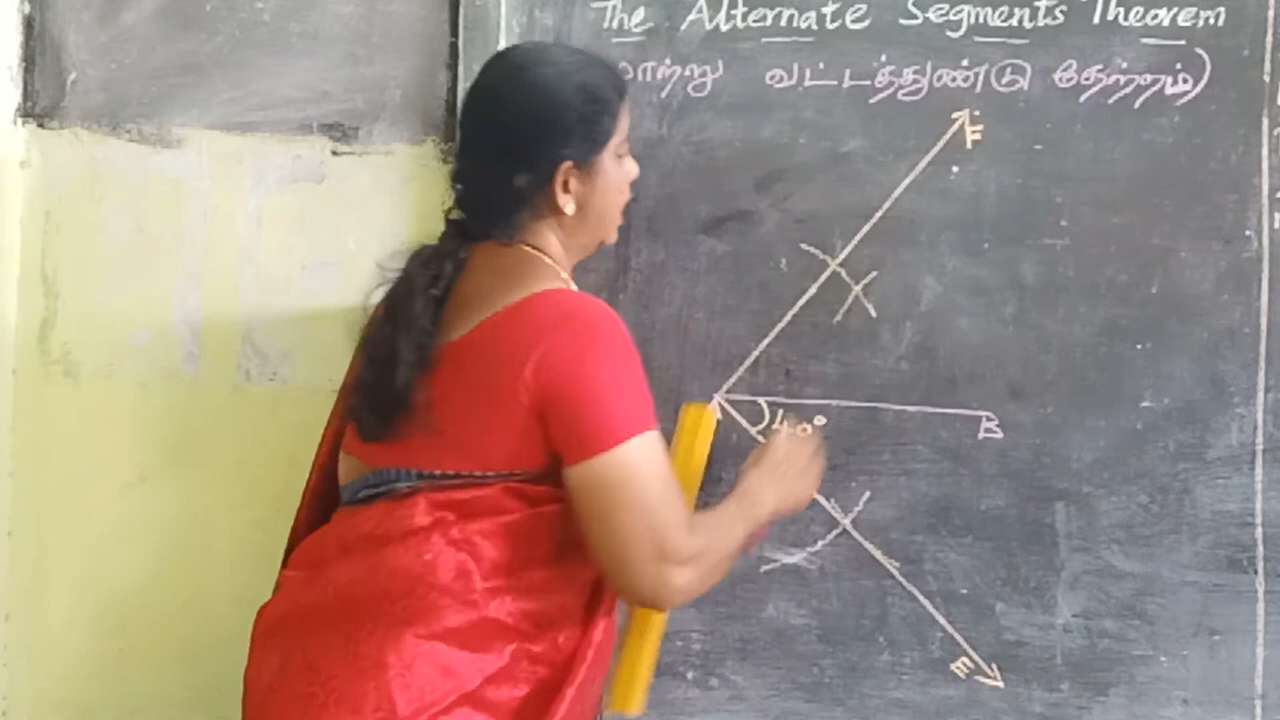 The Alternate Segments Theorem
வட்டத்துண்டு தேற்றம்)
F
40°
B
E